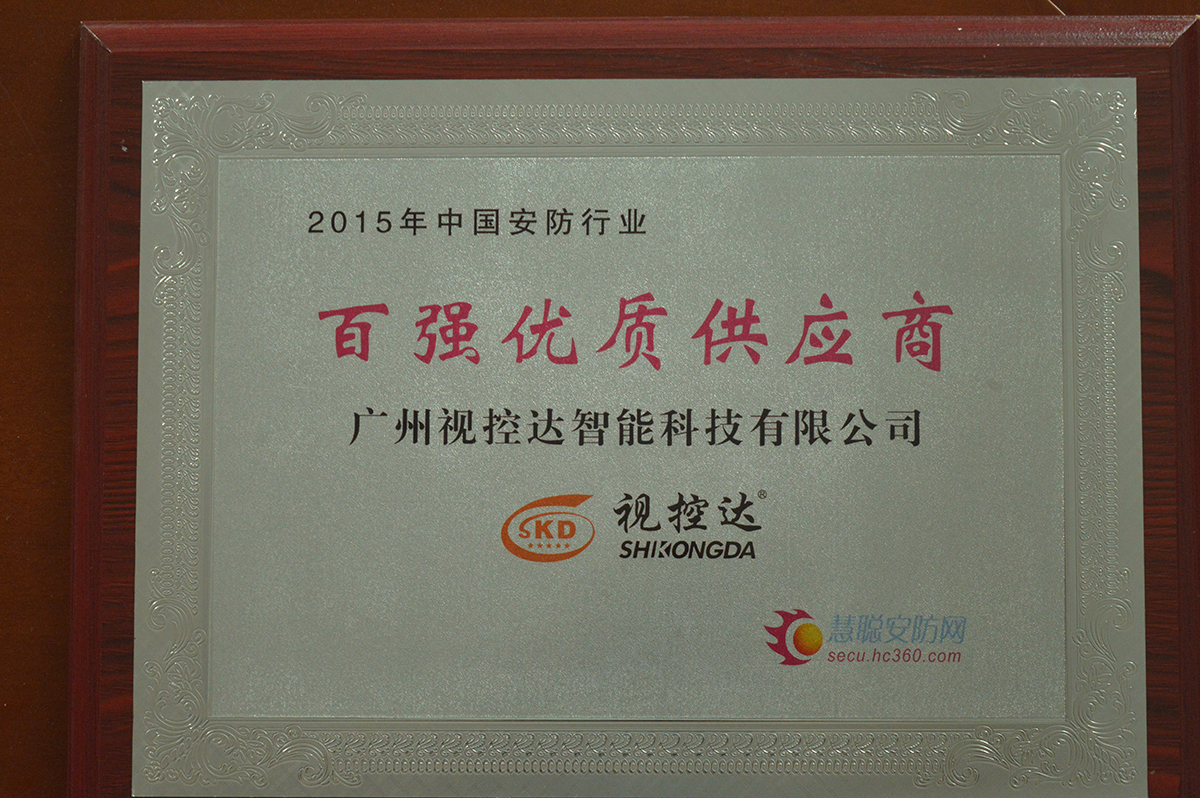 2015年中国安防行业
百强优质供应商
广州视控达智能科技有限公司
SKD
视控达®
SHIKONGDA
慧聪安防网
secu.hc360.com